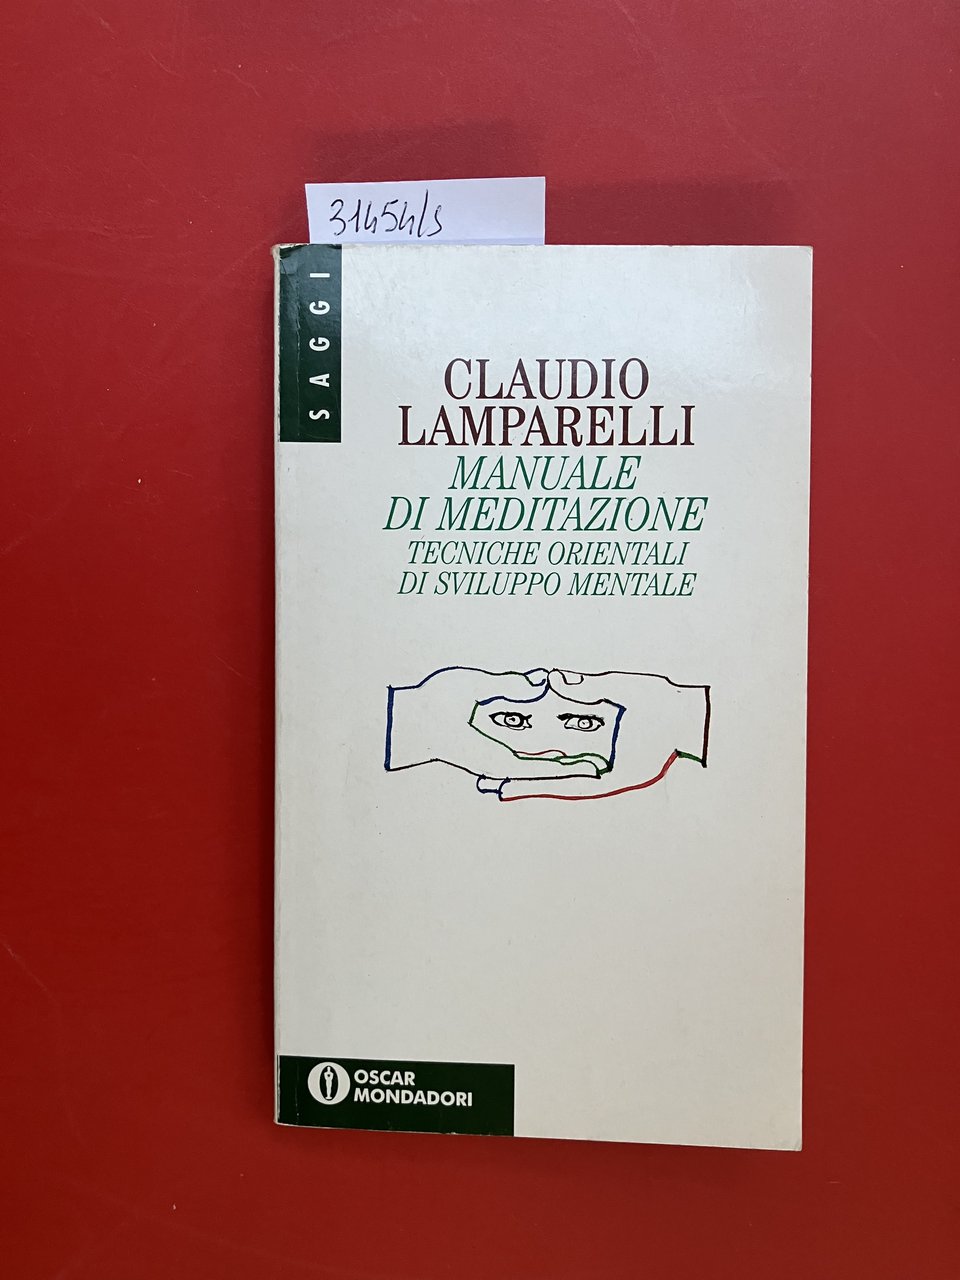 31454/s
SAGGI
CLAUDIO
LAMPARELLI
MANUALE
DI MEDITAZIONE
TECNICHE ORIENTALI
DI SVILUPPO MENTALE
OSCAR
MONDADORI